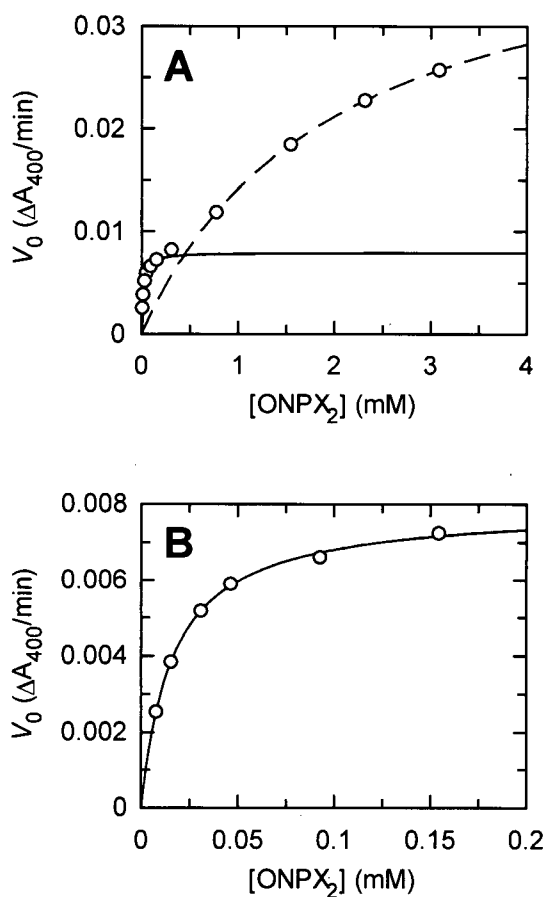 A
0.03
0.02
0.01
0
V₀ (ΔA₄₀₀/min)
0 1 2 3 4
[ONPX₂] (mM)
B
0.008
0.006
0.004
0.002
0
V₀ (ΔA₄₀₀/min)
0 0.05 0.1 0.15 0.2
[ONPX₂] (mM)